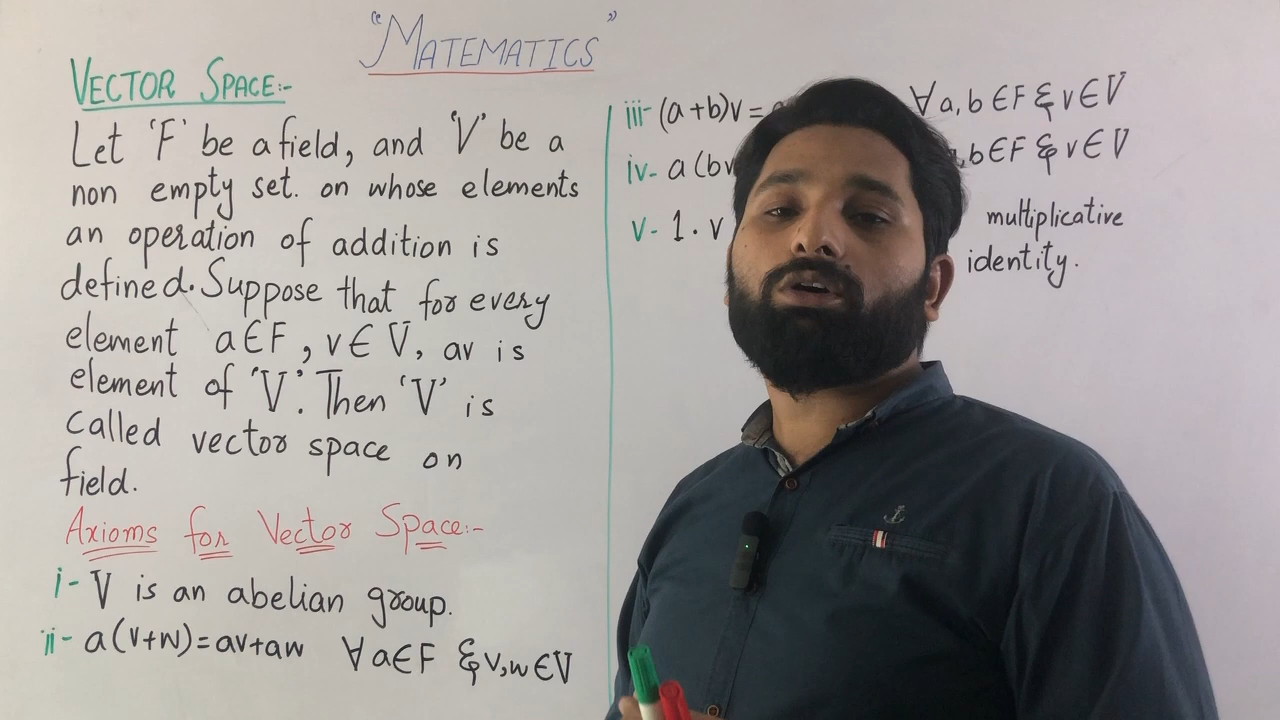 “MATEMATICS”
VECTOR SPACE:-
Let 'F' be a field, and 'V' be a
non empty set. on whose elements
an operation of addition is
defined. Suppose that for every
element a∈F, v∈V, av is
element of 'V'. Then 'V' is
called vector space on
field.
Axioms for Vector Space:-
i- V is an abelian group.
ii- a(v+w)=av+aw ∀ a∈F & v,w∈V
iii- (a+b)v= ∀ a,b∈F & v∈V
iv- a(bv ,b∈F & v∈V
v- 1.v multiplicative
identity.